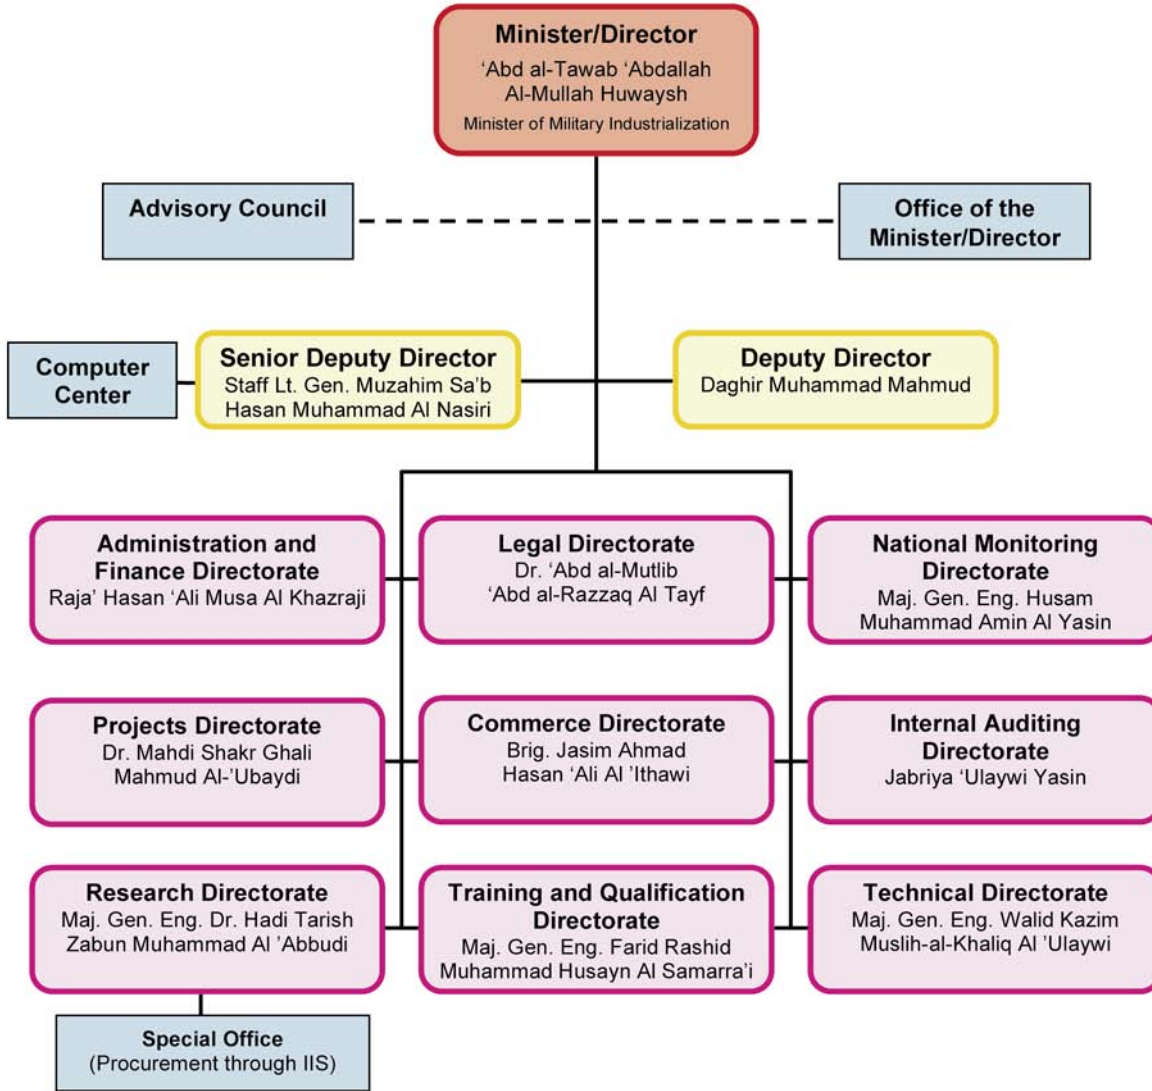 Minister/Director
‘Abd al-Tawab ‘Abdallah
Al-Mullah Huwaysh
Minister of Military Industrialization
Advisory Council
Office of the
Minister/Director
Computer
Center
Senior Deputy Director
Staff Lt. Gen. Muzahim Sa’b
Hasan Muhammad Al Nasiri
Deputy Director
Daghir Muhammad Mahmud
Administration and
Finance Directorate
Raja’ Hasan ‘Ali Musa Al Khazraji
Legal Directorate
Dr. ‘Abd al-Mutlib
‘Abd al-Razzaq Al Tayf
National Monitoring
Directorate
Maj. Gen. Eng. Husam
Muhammad Amin Al Yasin
Projects Directorate
Dr. Mahdi Shakr Ghali
Mahmud Al-’Ubaydi
Commerce Directorate
Brig. Jasim Ahmad
Hasan ‘Ali Al ’Ithawi
Internal Auditing
Directorate
Jabriya ‘Ulaywi Yasin
Research Directorate
Maj. Gen. Eng. Dr. Hadi Tarish
Zabun Muhammad Al ’Abbudi
Training and Qualification
Directorate
Maj. Gen. Eng. Farid Rashid
Muhammad Husayn Al Samarra’i
Technical Directorate
Maj. Gen. Eng. Walid Kazim
Muslih-al-Khaliq Al ’Ulaywi
Special Office
(Procurement through IIS)